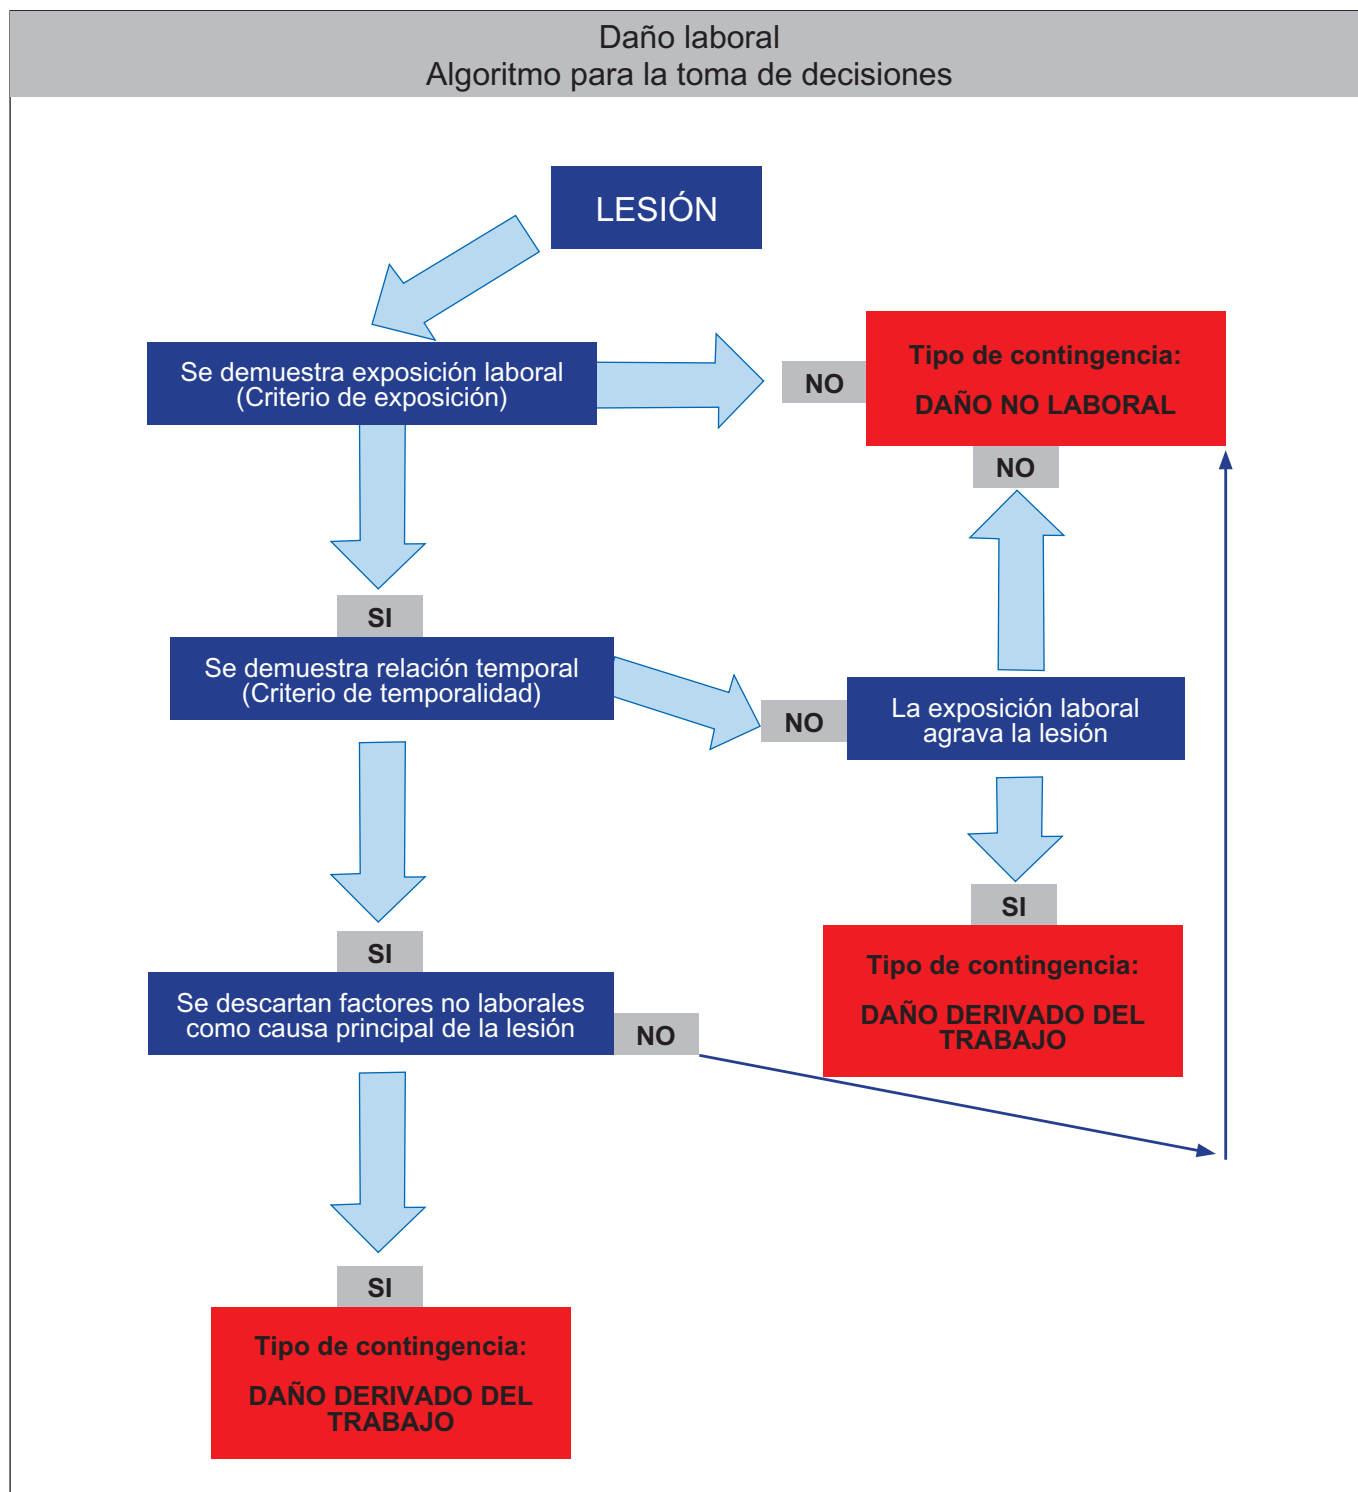 Daño laboral
Algoritmo para la toma de decisiones
LESIÓN
Se demuestra exposición laboral
(Criterio de exposición)
NO
Tipo de contingencia:
DAÑO NO LABORAL
NO
SI
Se demuestra relación temporal
(Criterio de temporalidad)
NO
La exposición laboral
agrava la lesión
SI
Tipo de contingencia:
DAÑO DERIVADO DEL
TRABAJO
SI
Se descartan factores no laborales
como causa principal de la lesión
NO
SI
Tipo de contingencia:
DAÑO DERIVADO DEL
TRABAJO